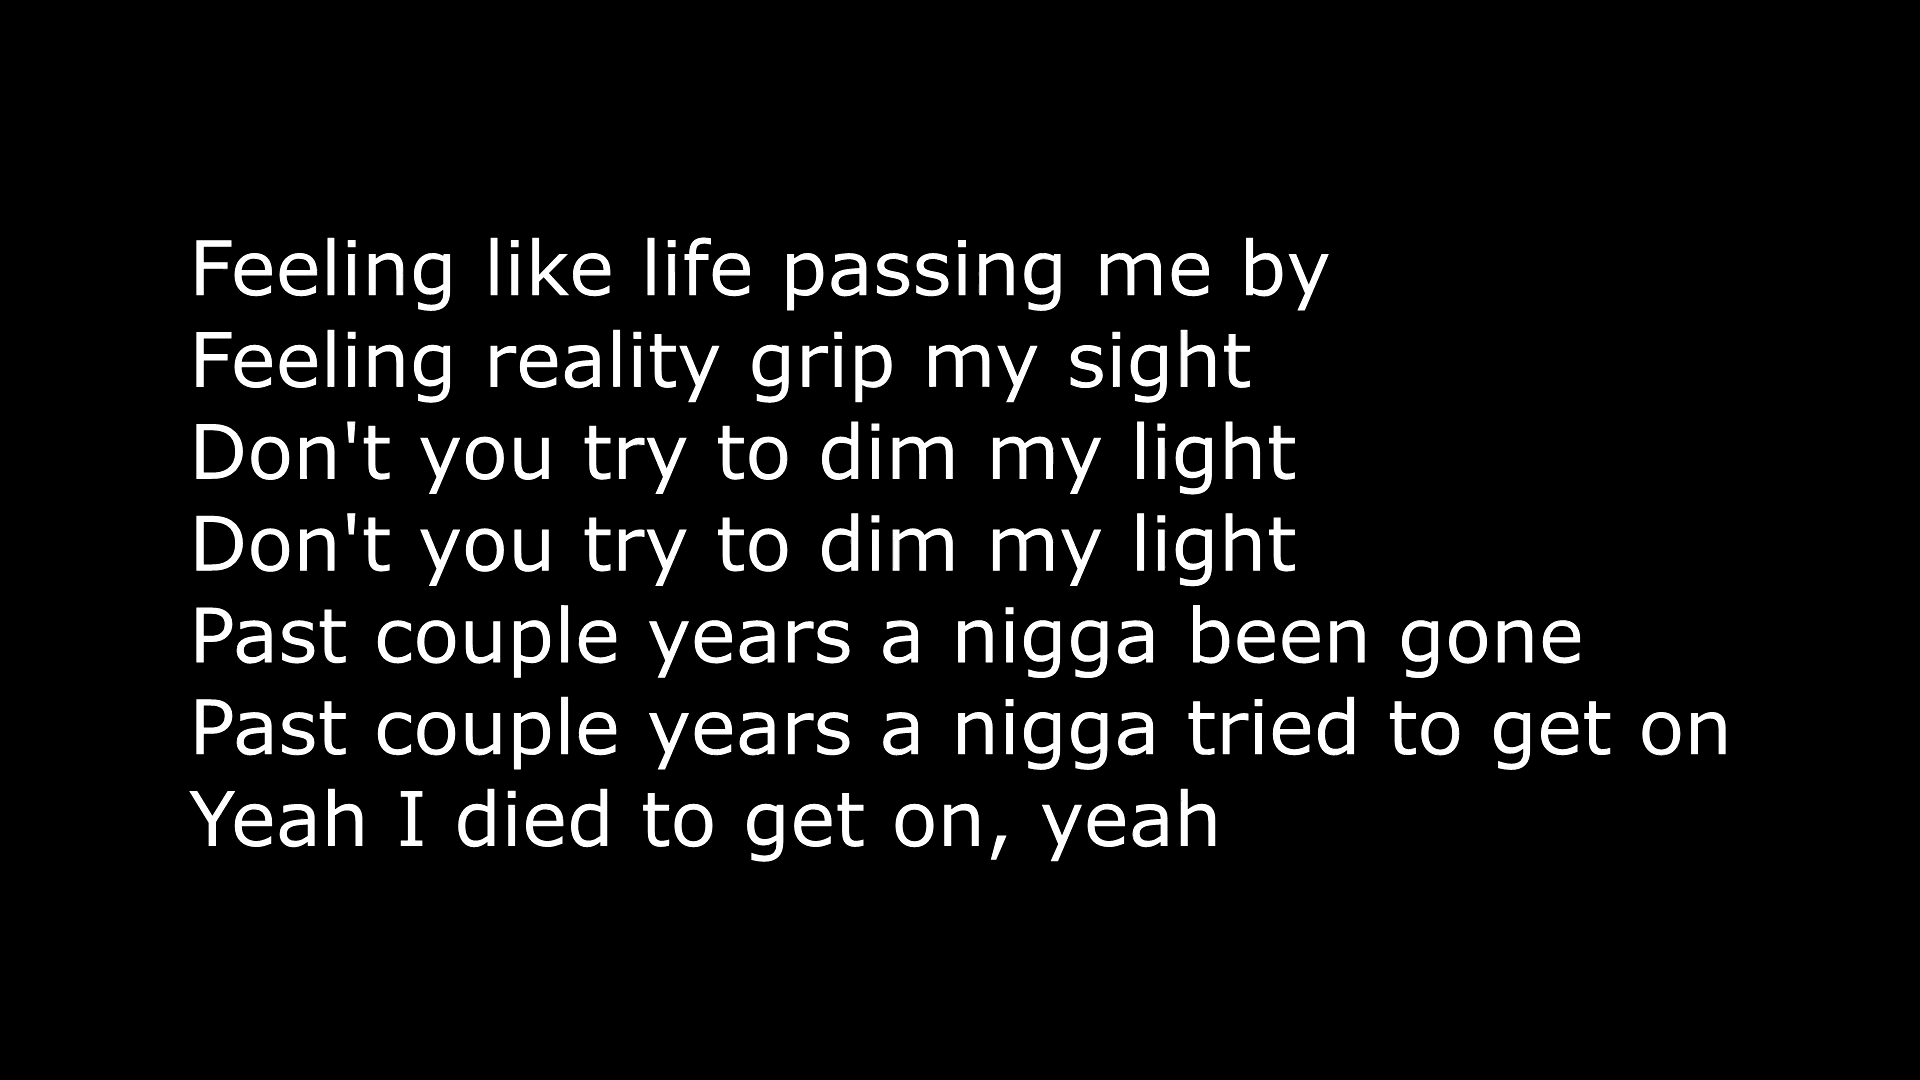 Feeling like life passing me by
Feeling reality grip my sight
Don't you try to dim my light
Don't you try to dim my light
Past couple years a nigga been gone
Past couple years a nigga tried to get on
Yeah I died to get on, yeah